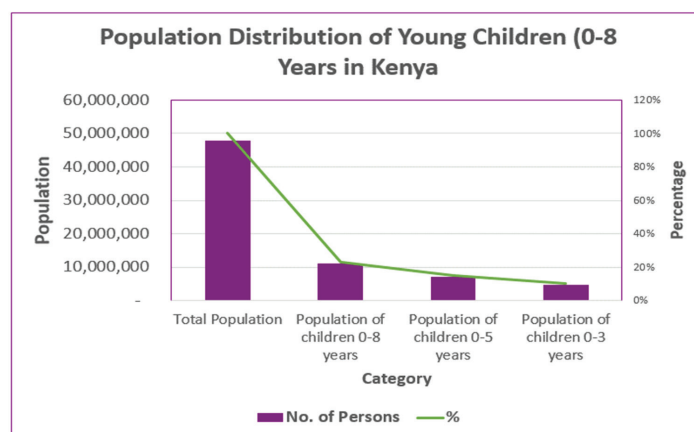 Population Distribution of Young Children (0-8
Years in Kenya
60,000,000
50,000,000
40,000,000
30,000,000
20,000,000
10,000,000
-
Population
120%
100%
80%
60%
40%
20%
0%
Percentage
Total Population
Population of
children 0-8
years
Population of
children 0-5
years
Population of
children 0-3
years
Category
No. of Persons
%